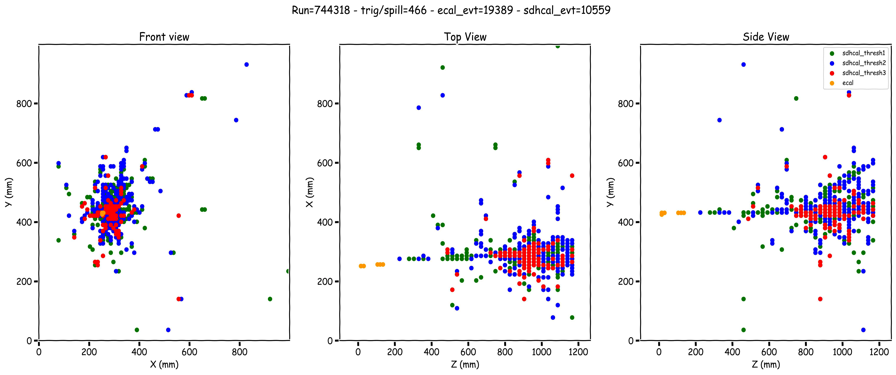 Run=744318 - trig/spill=466 - ecal_evt=19389 - sdhcal_evt=10559
Front view
Top View
Side View
sdhcal_thresh1
sdhcal_thresh2
sdhcal_thresh3
ecal
Y (mm)
800
600
400
200
0
0 200 400 600 800
X (mm)
X (mm)
800
600
400
200
0
0 200 400 600 800 1000 1200
Z (mm)
Y (mm)
800
600
400
200
0
0 200 400 600 800 1000 1200
Z (mm)